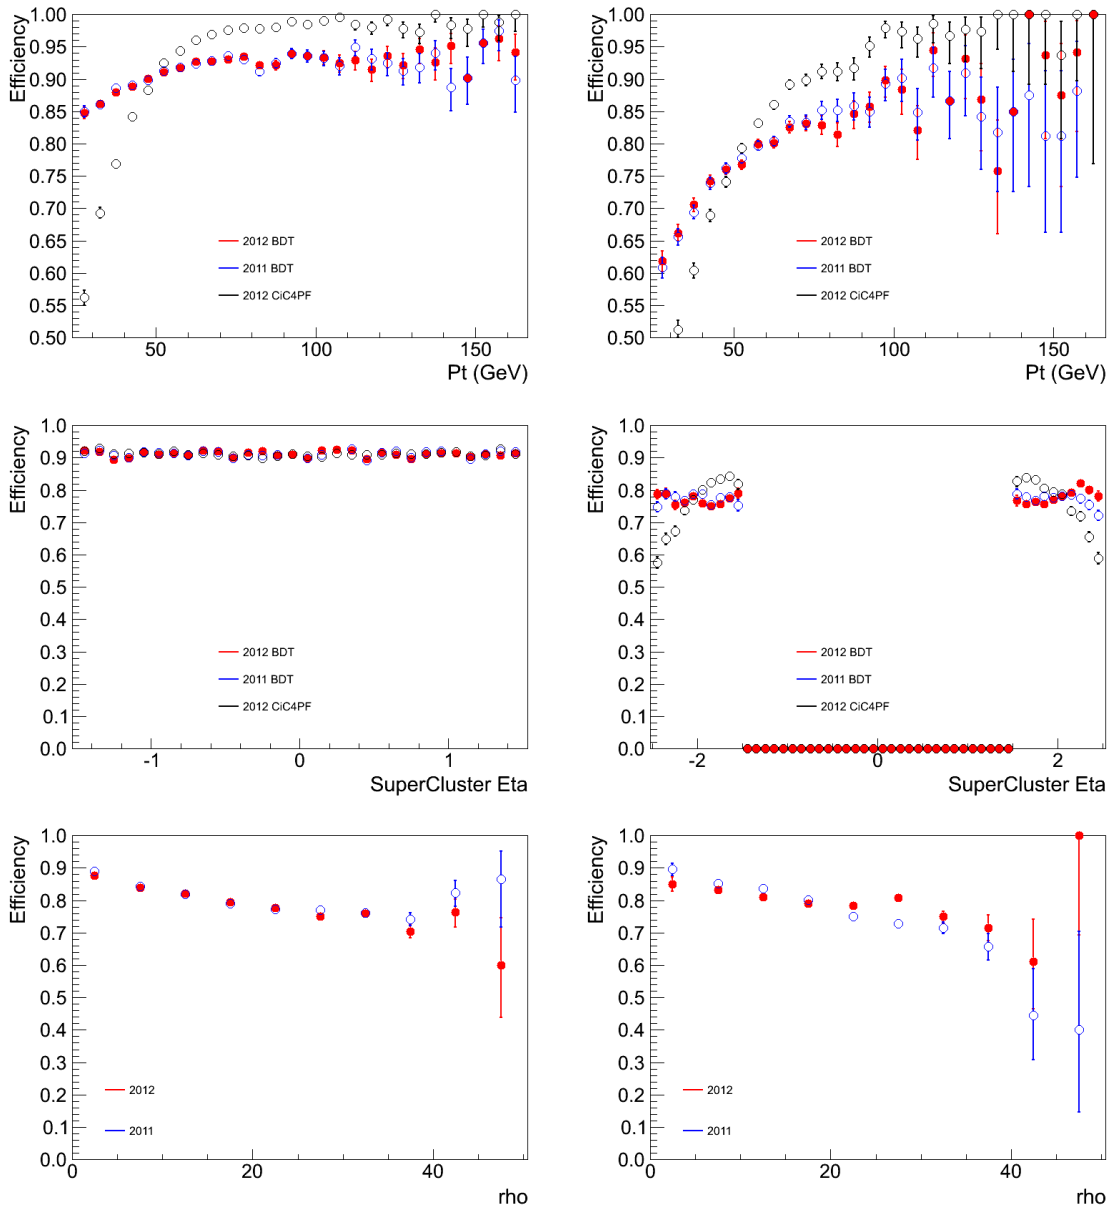 Efficiency
1.00
0.95
0.90
0.85
0.80
0.75
0.70
0.65
0.60
0.55
0.50
2012 BDT
2011 BDT
2012 CiC4PF
50 100 150
Pt (GeV)
Efficiency
1.00
0.95
0.90
0.85
0.80
0.75
0.70
0.65
0.60
0.55
0.50
2012 BDT
2011 BDT
2012 CiC4PF
50 100 150
Pt (GeV)
Efficiency
1.0
0.9
0.8
0.7
0.6
0.5
0.4
0.3
0.2
0.1
0.0
2012 BDT
2011 BDT
2012 CiC4PF
-1 0 1
SuperCluster Eta
Efficiency
1.0
0.9
0.8
0.7
0.6
0.5
0.4
0.3
0.2
0.1
0.0
2012 BDT
2011 BDT
2012 CiC4PF
-2 0 2
SuperCluster Eta
Efficiency
1.0
0.9
0.8
0.7
0.6
0.5
0.4
0.3
0.2
0.1
0.0
2012
2011
0 20 40
rho
Efficiency
1.0
0.9
0.8
0.7
0.6
0.5
0.4
0.3
0.2
0.1
0.0
2012
2011
0 20 40
rho